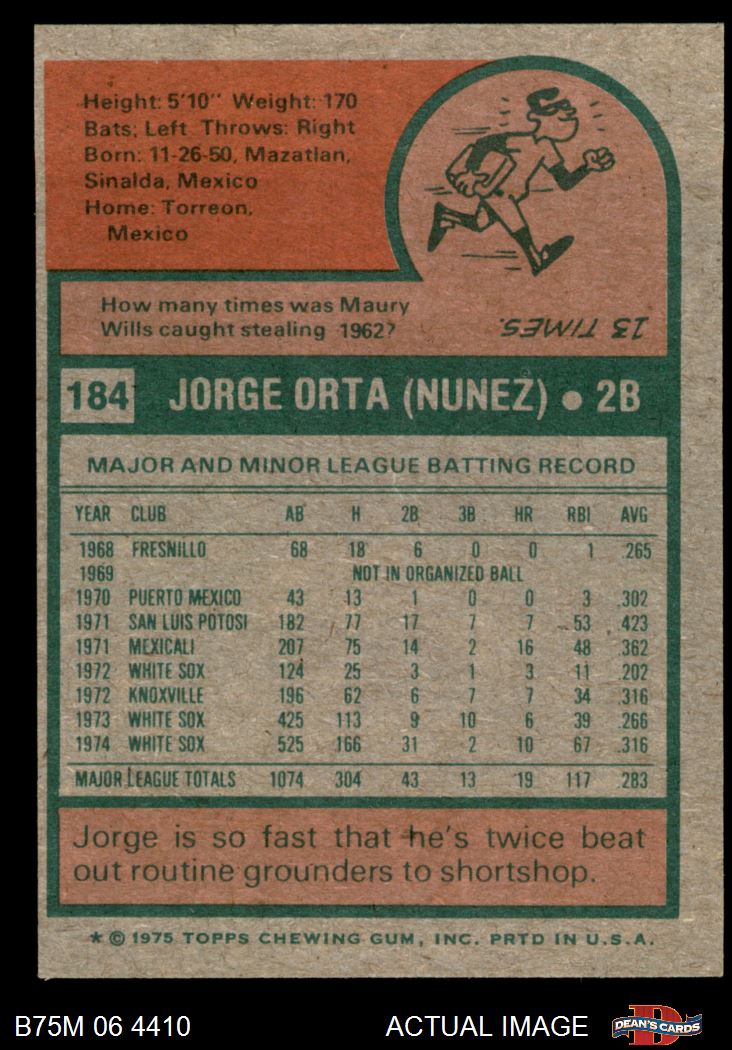 Height: 5'10" Weight: 170
Bats: Left Throws: Right
Born: 11-26-50, Mazatlan,
Sinalda, Mexico
Home: Torreon,
Mexico
How many times was Maury
Wills caught stealing 1962?
13 TIMES.
184 JORGE ORTA (NUNEZ) ● 2B
MAJOR AND MINOR LEAGUE BATTING RECORD
YEAR CLUB AB H 2B 3B HR RBI AVG
1968 FRESNILLO 68 18 6 0 0 1 .265
1969 NOT IN ORGANIZED BALL
1970 PUERTO MEXICO 43 13 1 0 0 3 .302
1971 SAN LUIS POTOSI 182 77 17 7 7 53 .423
1971 MEXICALI 207 75 14 2 16 48 .362
1972 WHITE SOX 124 25 3 1 3 11 .202
1972 KNOXVILLE 196 62 6 7 7 34 .316
1973 WHITE SOX 425 113 9 10 6 39 .266
1974 WHITE SOX 525 166 31 2 10 67 .316
MAJOR LEAGUE TOTALS 1074 304 43 13 19 117 .283
Jorge is so fast that he's twice beat
out routine grounders to shortshop.
* © 1975 TOPPS CHEWING GUM, INC. PRTD IN U.S.A.
B75M 06 4410 ACTUAL IMAGE D DEAN'S CARDS